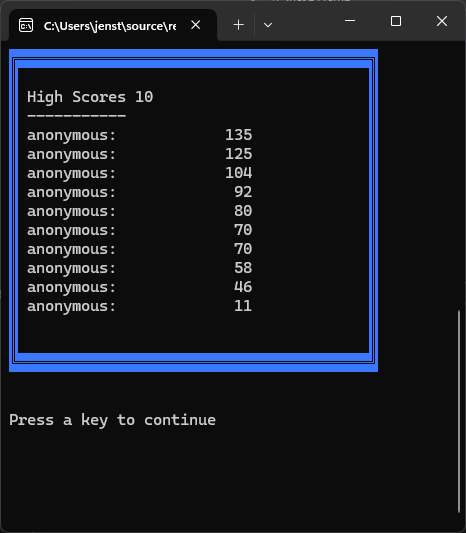 C:\Users\jenst\source\re
High Scores 10
-----------
anonymous: 135
anonymous: 125
anonymous: 104
anonymous: 92
anonymous: 80
anonymous: 70
anonymous: 70
anonymous: 58
anonymous: 46
anonymous: 11
Press a key to continue